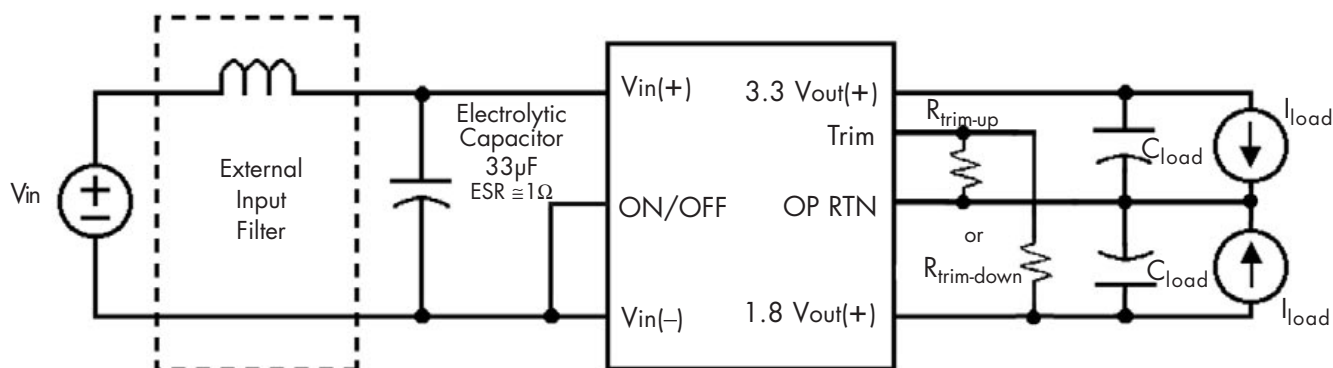 Vin
+
−
External
Input
Filter
Electrolytic
Capacitor
33µF
ESR ≅1Ω
Vin(+)
ON/OFF
Vin(−)
3.3 Vout(+)
Trim
OP RTN
1.8 Vout(+)
Rtrim-up
or
Rtrim-down
Cload
Iload
Cload
Iload